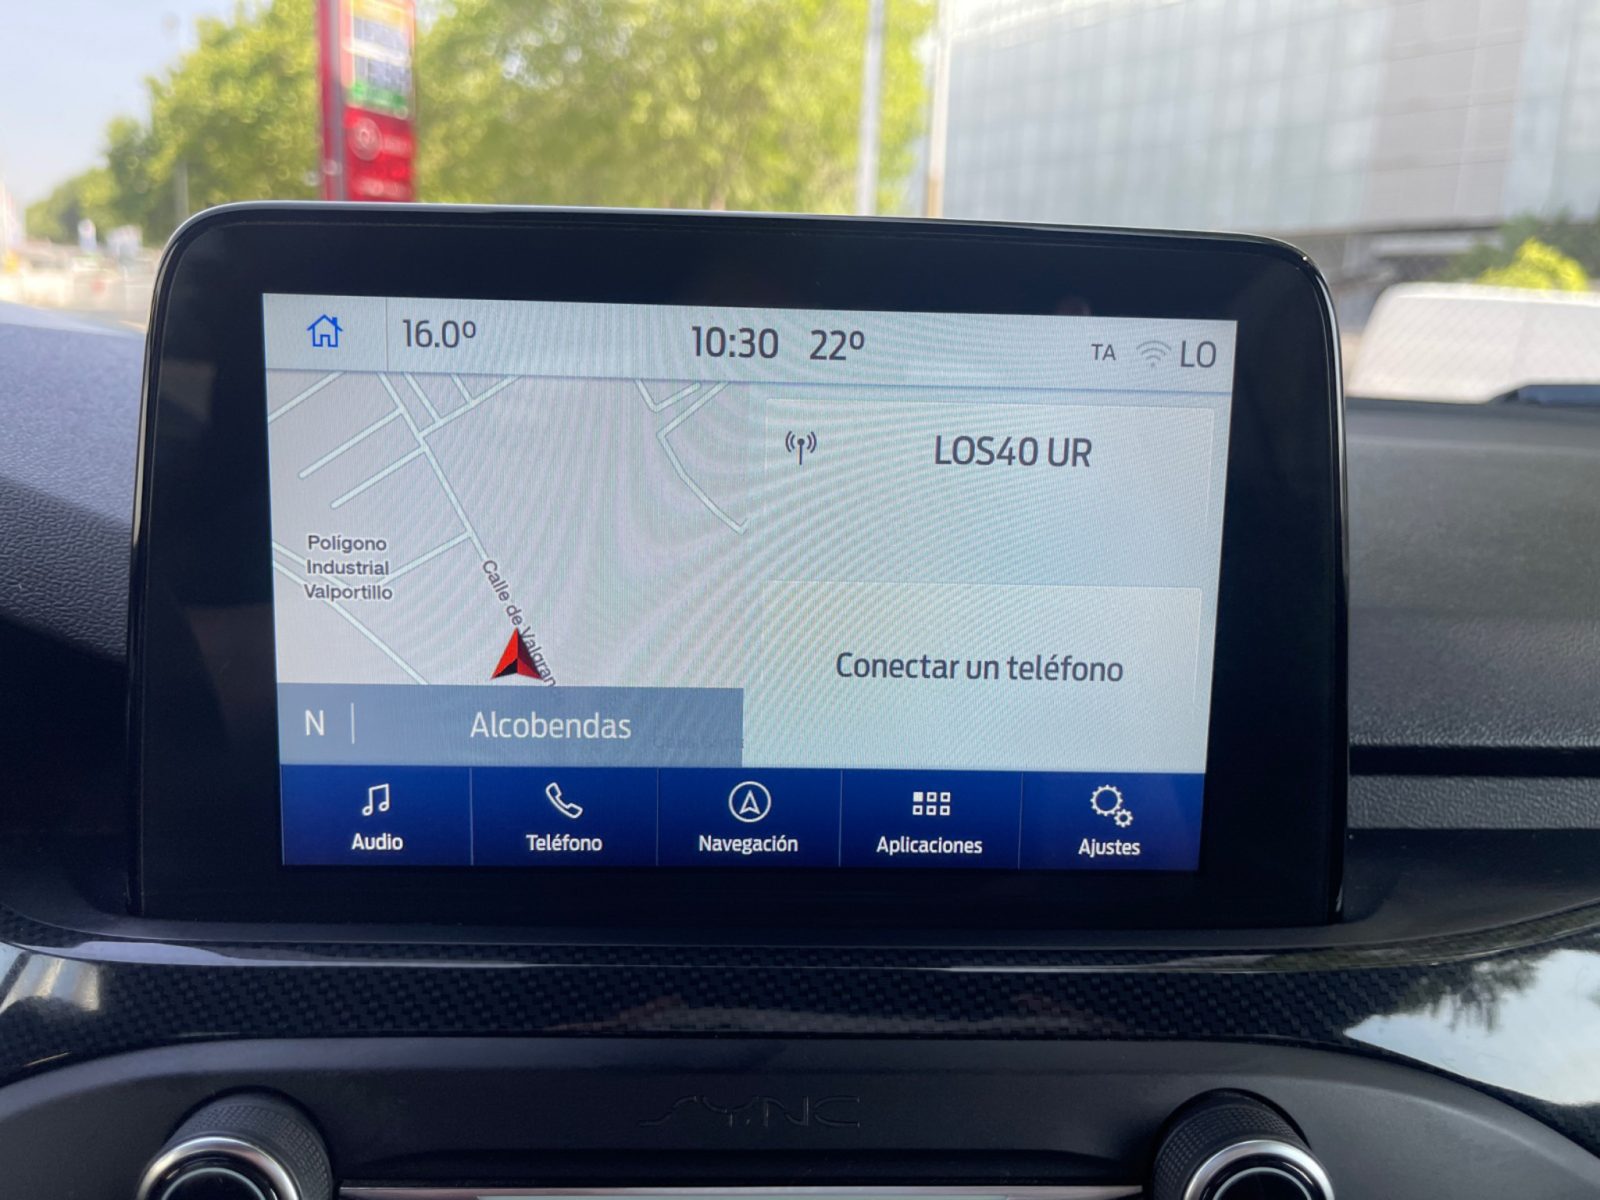 16.0º
10:30
22º
TA
LO
LOS40 UR
Polígono
Industrial
Valportillo
Calle de Valgran
Conectar un teléfono
N
Alcobendas
Audio
Teléfono
Navegación
Aplicaciones
Ajustes
SYNC